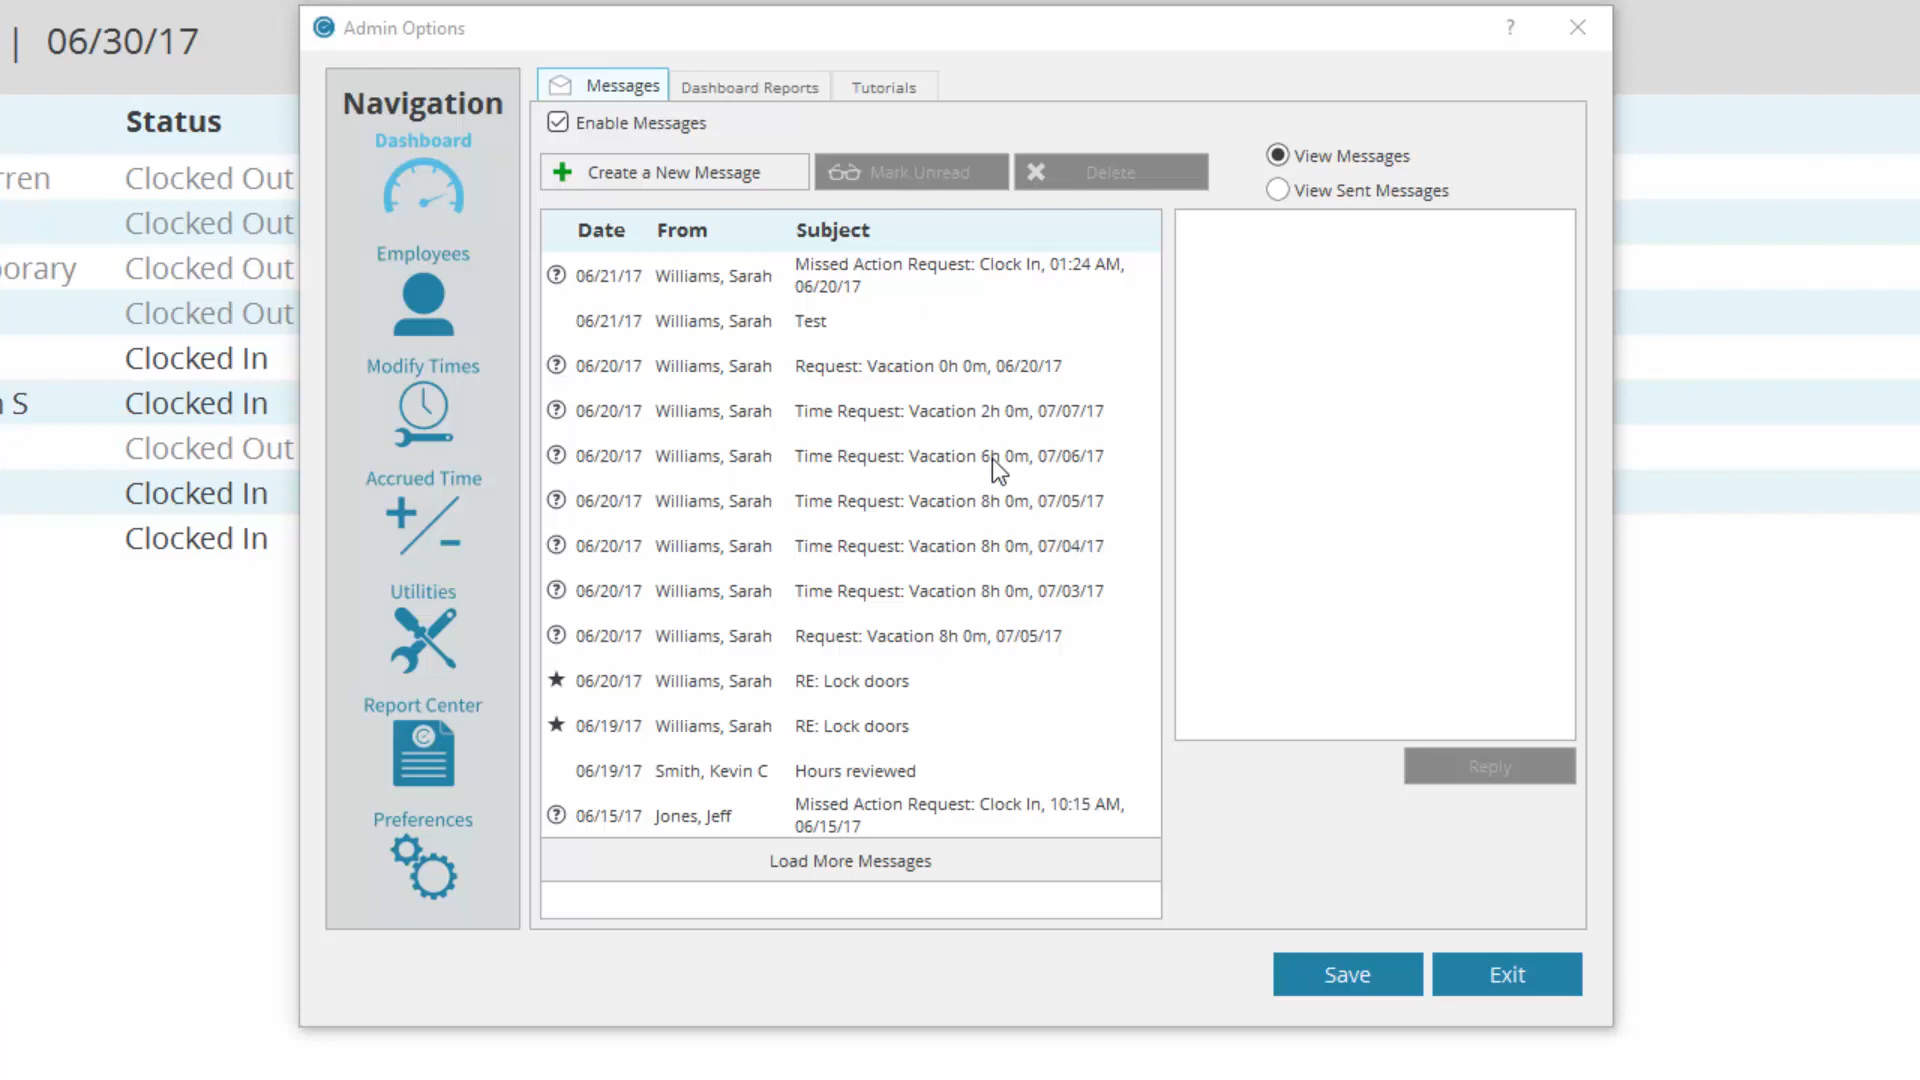 | 06/30/17
Status
rren Clocked Out
Clocked Out
orary Clocked Out
Clocked Out
Clocked In
n S Clocked In
Clocked Out
Clocked In
Clocked In
Admin Options ?
Navigation
Dashboard
Employees
Modify Times
Accrued Time
Utilities
Report Center
Preferences
Messages Dashboard Reports Tutorials
Enable Messages
Create a New Message Mark Unread Delete
View Messages
View Sent Messages
Date From Subject
06/21/17 Williams, Sarah Missed Action Request: Clock In, 01:24 AM,
06/20/17
06/21/17 Williams, Sarah Test
06/20/17 Williams, Sarah Request: Vacation 0h 0m, 06/20/17
06/20/17 Williams, Sarah Time Request: Vacation 2h 0m, 07/07/17
06/20/17 Williams, Sarah Time Request: Vacation 6h 0m, 07/06/17
06/20/17 Williams, Sarah Time Request: Vacation 8h 0m, 07/05/17
06/20/17 Williams, Sarah Time Request: Vacation 8h 0m, 07/04/17
06/20/17 Williams, Sarah Time Request: Vacation 8h 0m, 07/03/17
06/20/17 Williams, Sarah Request: Vacation 8h 0m, 07/05/17
06/20/17 Williams, Sarah RE: Lock doors
06/19/17 Williams, Sarah RE: Lock doors
06/19/17 Smith, Kevin C Hours reviewed
06/15/17 Jones, Jeff Missed Action Request: Clock In, 10:15 AM,
06/15/17
Load More Messages
Reply
Save Exit